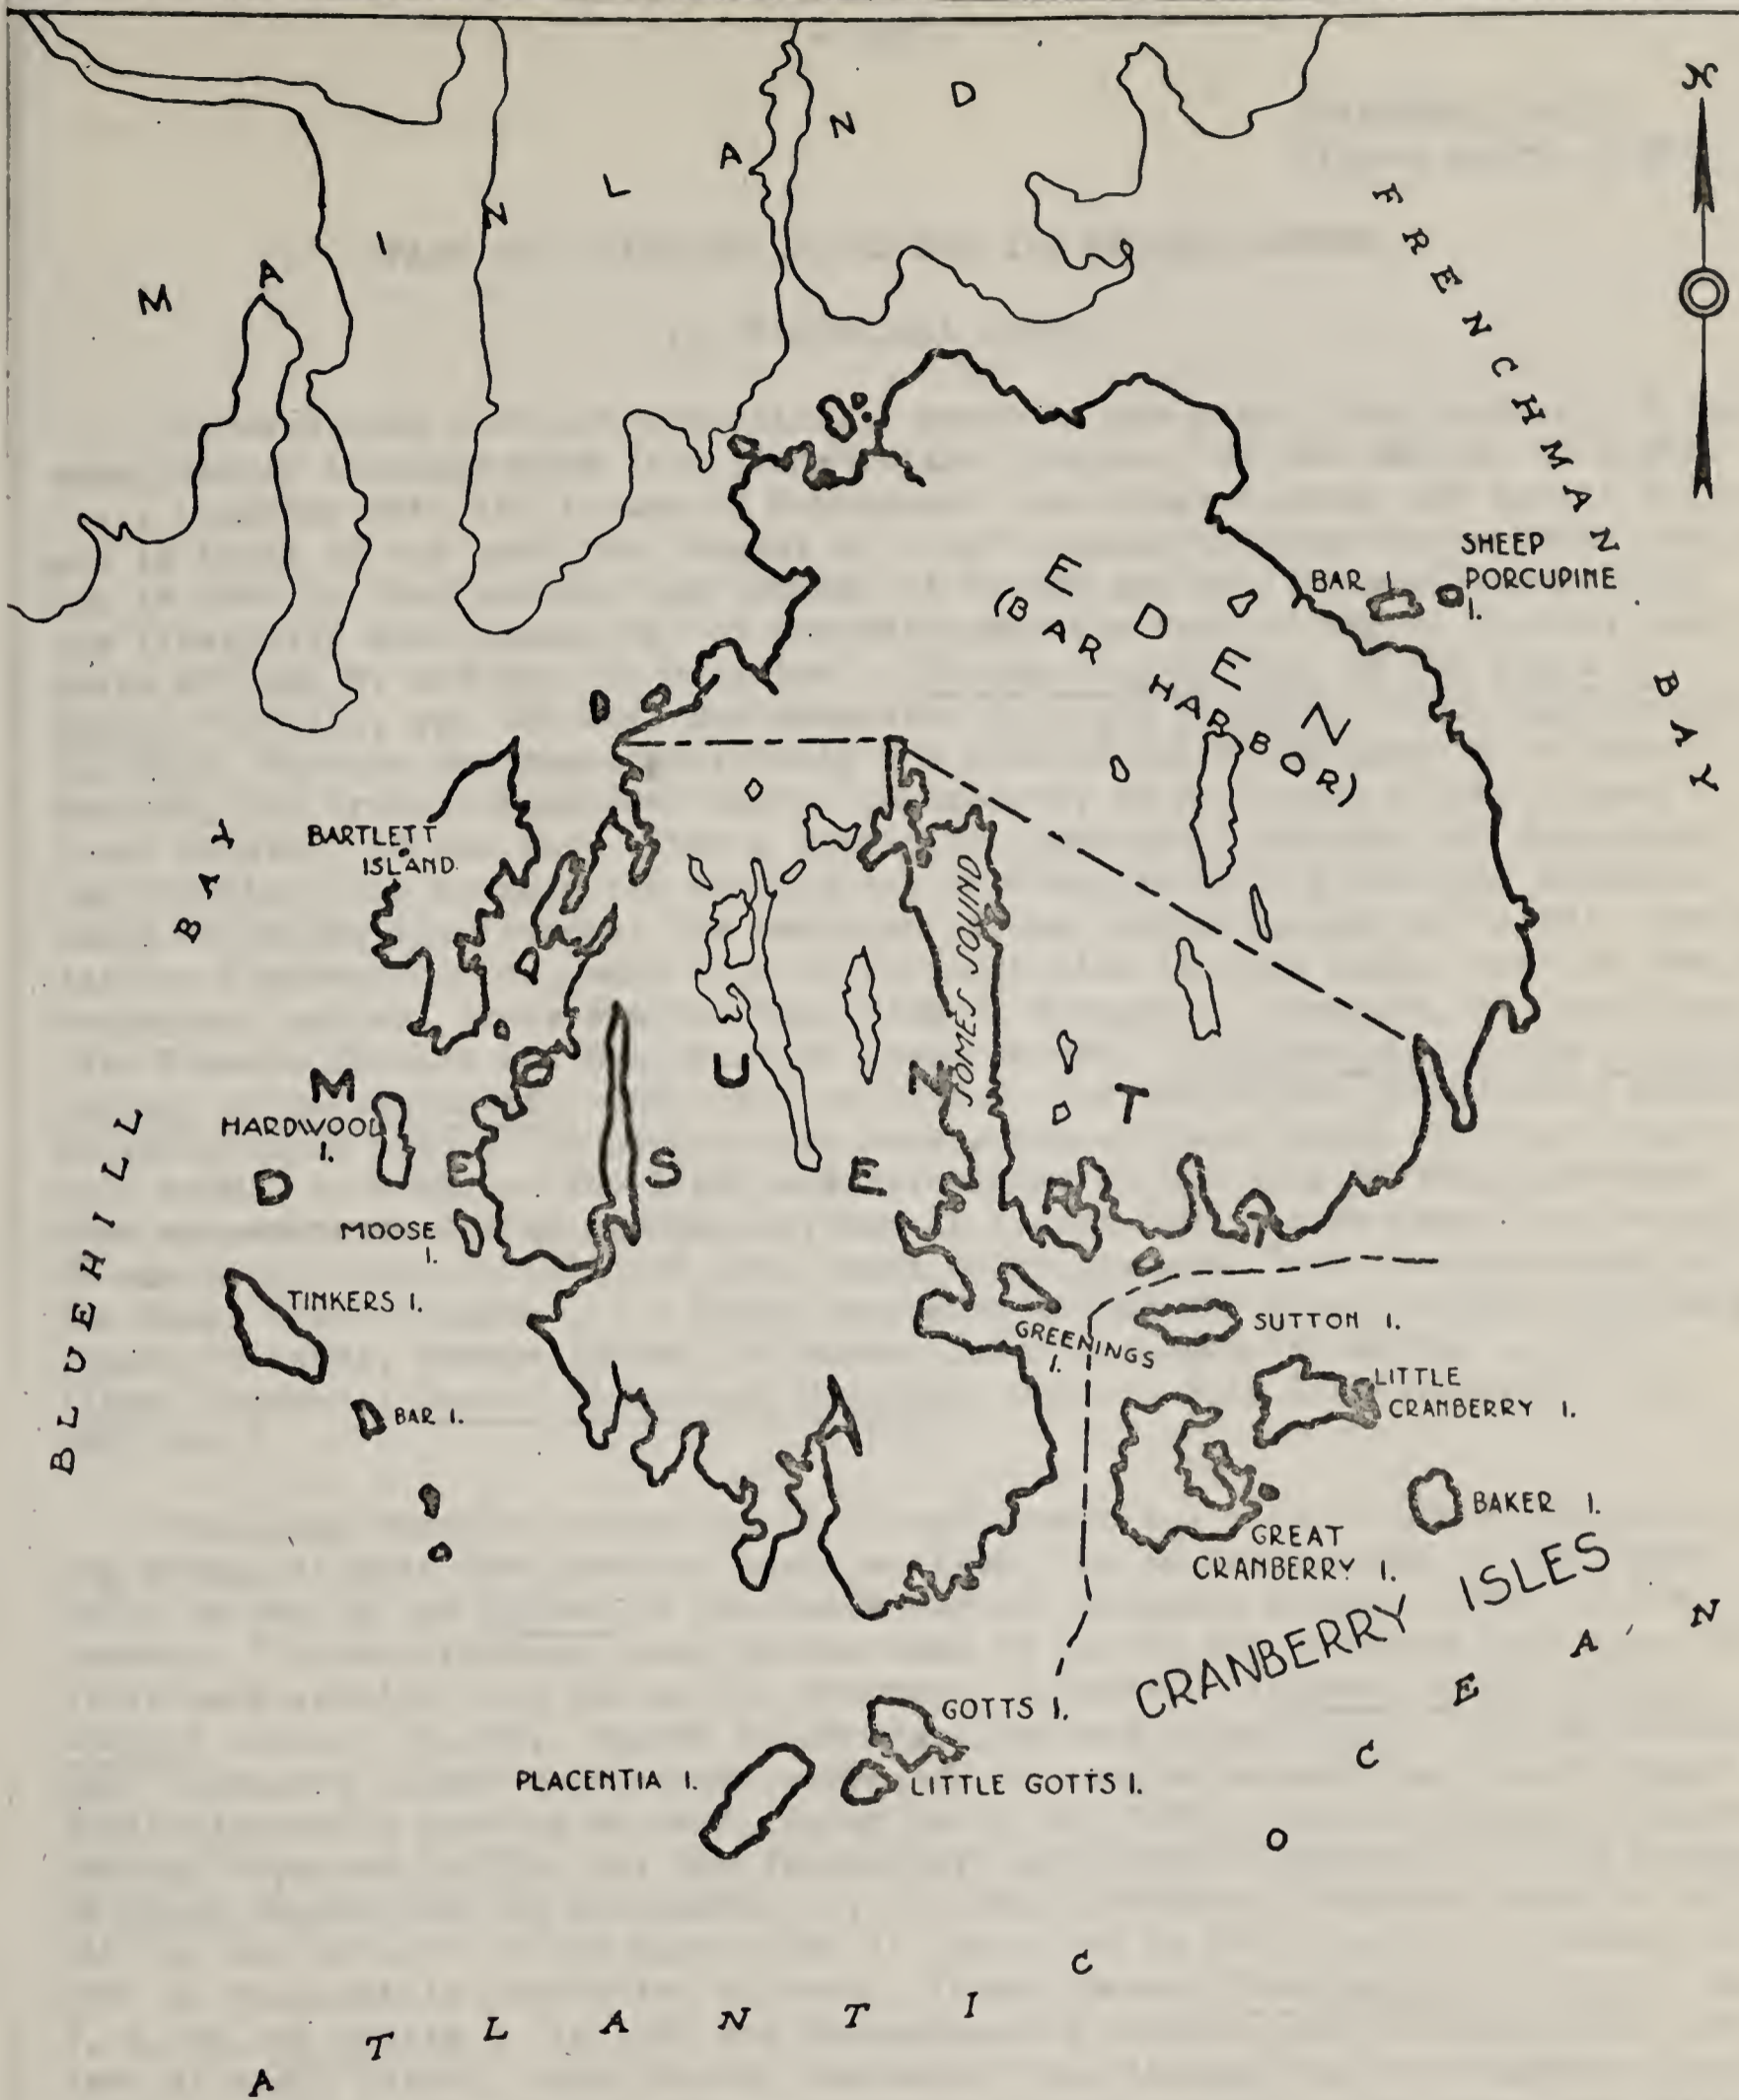 N
MAINLAND
FRENCHMAN BAY
SHEEP
PORCUPINE
I.
BAR I.
EDEN
(BAR HARBOR)
BARTLETT
ISLAND
SOMES SOUND
BLUEHILL BAY
MOUNT
DESERT
HARDWOOD
I.
MOOSE
I.
TINKERS I.
BAR I.
GREENINGS
I.
SUTTON I.
LITTLE
CRANBERRY I.
BAKER I.
GREAT
CRANBERRY I.
CRANBERRY ISLES
GOTTS I.
LITTLE GOTTS I.
PLACENTIA I.
ATLANTIC OCEAN